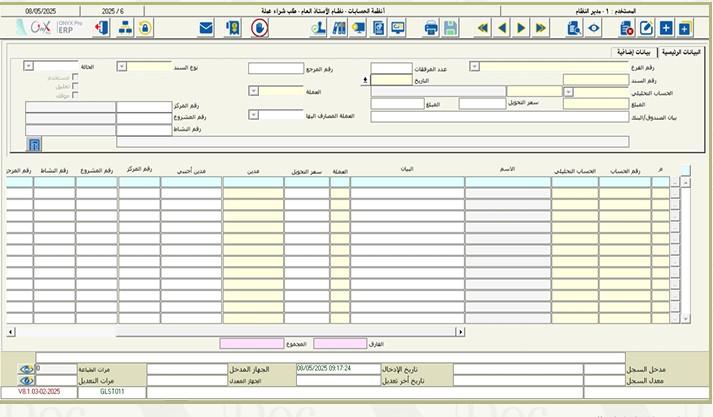 المستخدم : 1 - مدير النظام
أنظمة الحسابات - نظام الأستاذ العام - طلب شراء عملة
2025 / 6
08/05/2025
ONYX Pro
ERP
البيانات الرئيسية
بيانات إضافية
رقم الفرع
عدد المرفقات
رقم المرجع
نوع السند
الحالة
رقم السند
التاريخ
مستخدم
تعليق
موقف
الحساب التحليلي
العملة
المبلغ
سعر التحويل
المبلغ
رقم المركز
بيان الصندوق/البنك
العملة المصارف اليها
رقم المشروع
رقم النشاط
م
رقم الحساب
الحساب التحليلي
الاسم
البيان
العملة
سعر التحويل
مدين
مدين أجنبي
رقم المركز
رقم المشروع
رقم النشاط
رقم المرجع
الفارق
المجموع
مدخل السجل
تاريخ الإدخال
08/05/2025 09:17:24
الجهاز المدخل
مرات الطباعة
0
معدل السجل
تاريخ آخر تعديل
الجهاز المعدل
مرات التعديل
GLST011
V8.1.03-02-2025